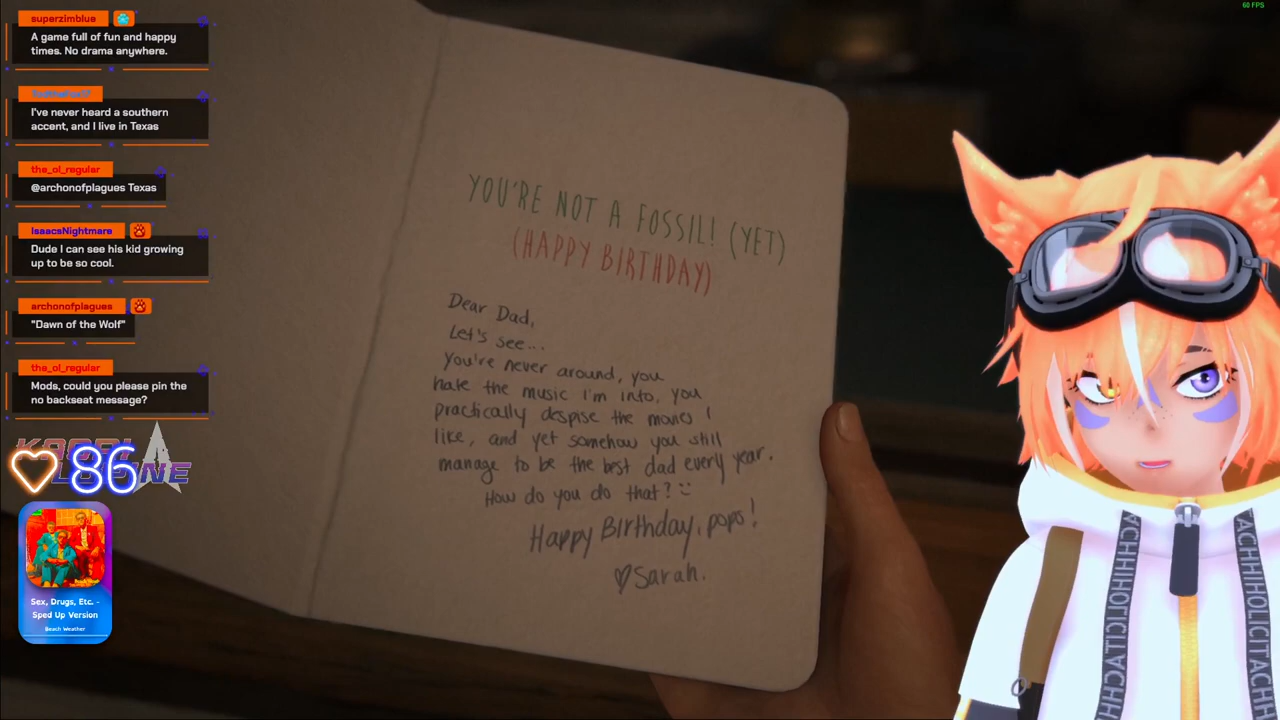 60 FPS
superzimblue
A game full of fun and happy
times. No drama anywhere.
I've never heard a southern
accent, and I live in Texas
the_ol_regular
@archonofplagues Texas
IsaacsNightmare
Dude I can see his kid growing
up to be so cool.
archonofplagues
"Dawn of the Wolf"
the_ol_regular
Mods, could you please pin the
no backseat message?
86
Sex, Drugs, Etc. -
Sped Up Version
Beach Weather
YOU'RE NOT A FOSSIL! (YET)
(HAPPY BIRTHDAY)
Dear Dad,
Let's see...
You're never around, you
hate the music I'm into, you
practically despise the movies I
like, and yet somehow you still
manage to be the best dad every year.
How do you do that? :)
Happy Birthday, pops!
♡Sarah.